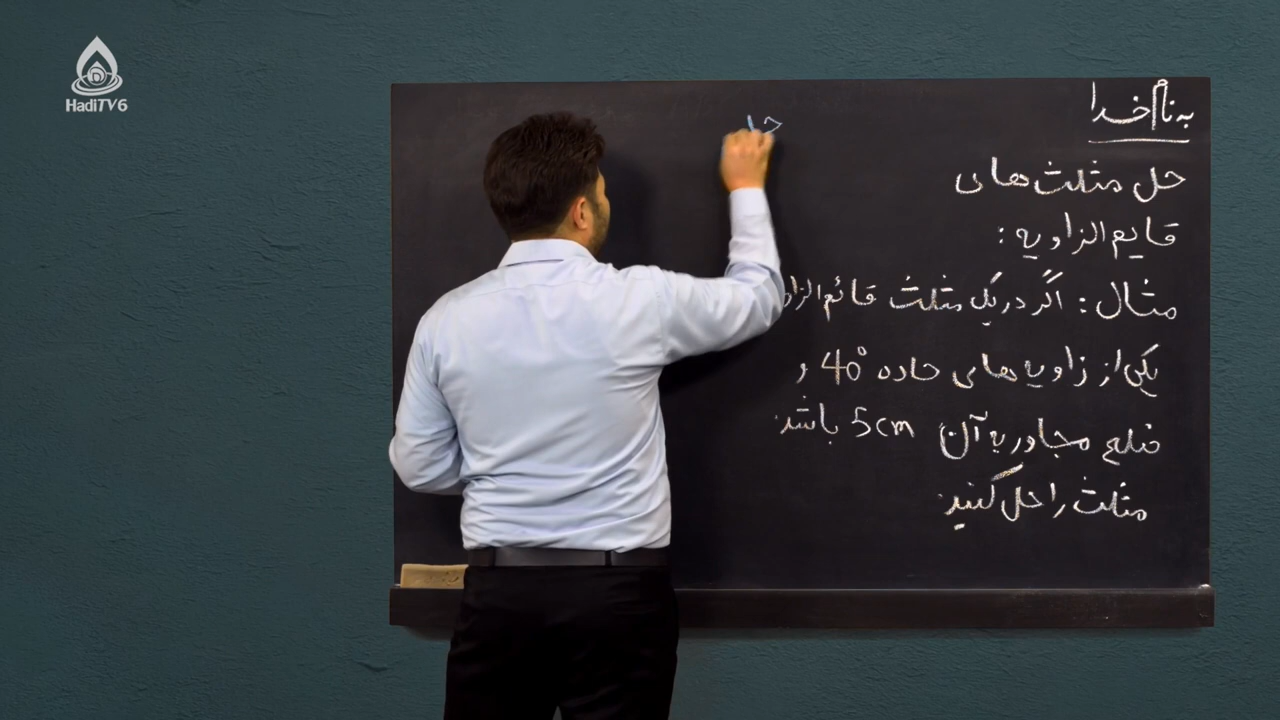 به نام خدا
حل مثلث های
قایم الزاویه :
مثال : اگر در یک مثلث قائم الزاو
یکی از زاویه های حاده 40° و
ضلع مجاور به آن 5cm باشد
مثلث را حل کنید.
حا
HadiTV6